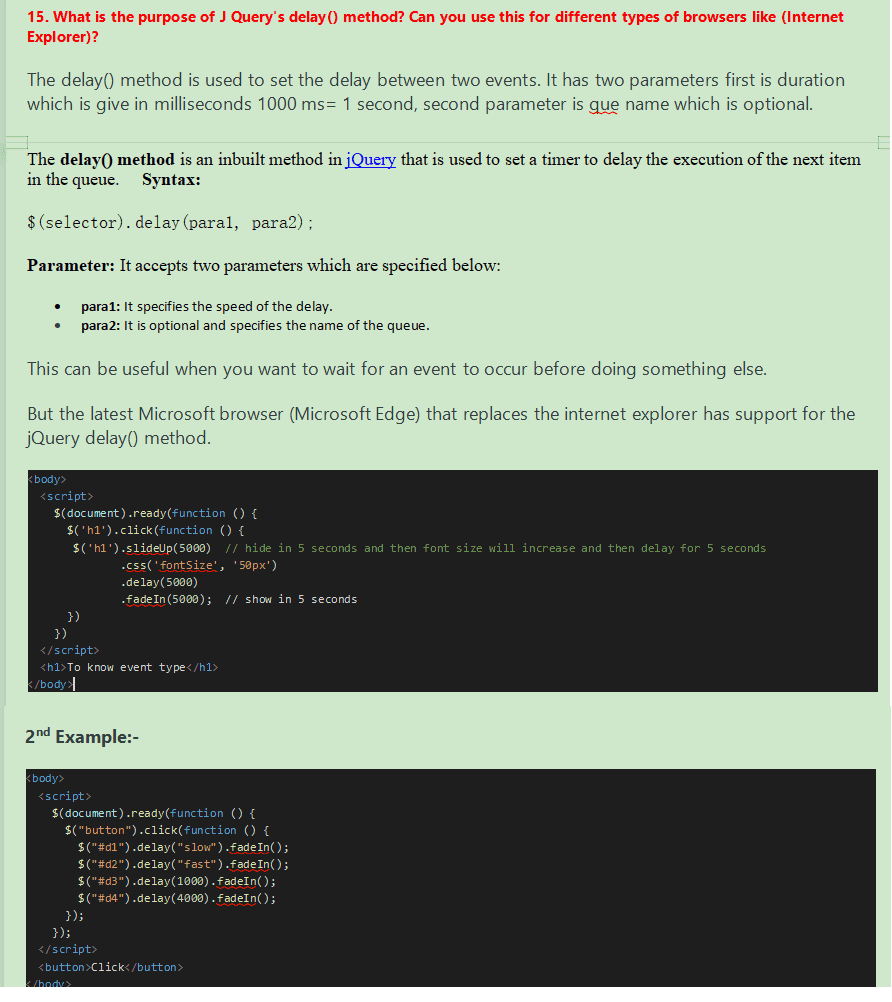 15. What is the purpose of J Query's delay() method? Can you use this for different types of browsers like (Internet
Explorer)?
The delay() method is used to set the delay between two events. It has two parameters first is duration
which is give in milliseconds 1000 ms= 1 second, second parameter is que name which is optional.
The delay() method is an inbuilt method in jQuery that is used to set a timer to delay the execution of the next item
in the queue. Syntax:
$(selector).delay(para1, para2);
Parameter: It accepts two parameters which are specified below:
• para1: It specifies the speed of the delay.
• para2: It is optional and specifies the name of the queue.
This can be useful when you want to wait for an event to occur before doing something else.
But the latest Microsoft browser (Microsoft Edge) that replaces the internet explorer has support for the
jQuery delay() method.
<body>
<script>
$(document).ready(function () {
$('h1').click(function () {
$('h1').slideUp(5000) // hide in 5 seconds and then font size will increase and then delay for 5 seconds
.css('fontSize', '50px')
.delay(5000)
.fadeIn(5000); // show in 5 seconds
})
})
</script>
<h1>To know event type</h1>
</body>
2nd Example:-
<body>
<script>
$(document).ready(function () {
$("button").click(function () {
$("#d1").delay("slow").fadeIn();
$("#d2").delay("fast").fadeIn();
$("#d3").delay(1000).fadeIn();
$("#d4").delay(4000).fadeIn();
});
});
</script>
<button>Click</button>
</body>